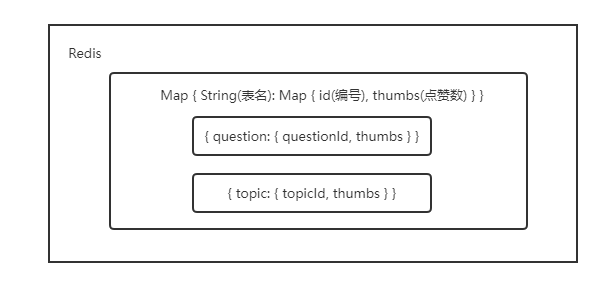 Redis
Map { String(表名): Map { id(编号), thumbs(点赞数) } }
{ question: { questionId, thumbs } }
{ topic: { topicId, thumbs } }